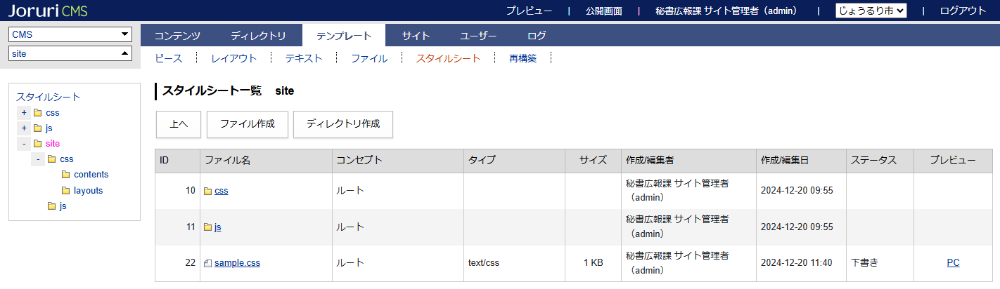 Joruri CMS プレビュー | 公開画面 | 秘書広報課 サイト管理者（admin） | じょうるり市 | ログアウト
CMS
site
コンテンツ ディレクトリ テンプレート サイト ユーザー ログ
ピース レイアウト テキスト ファイル スタイルシート 再構築
スタイルシート
+ css
+ js
- site
- css
contents
layouts
js
スタイルシート一覧 site
上へ ファイル作成 ディレクトリ作成
ID ファイル名 コンセプト タイプ サイズ 作成/編集者 作成/編集日 ステータス プレビュー
10 css ルート 秘書広報課 サイト管理者 2024-12-20 09:55
（admin）
11 js ルート 秘書広報課 サイト管理者 2024-12-20 09:55
（admin）
22 sample.css ルート text/css 1 KB 秘書広報課 サイト管理者 2024-12-20 11:40 下書き PC
（admin）